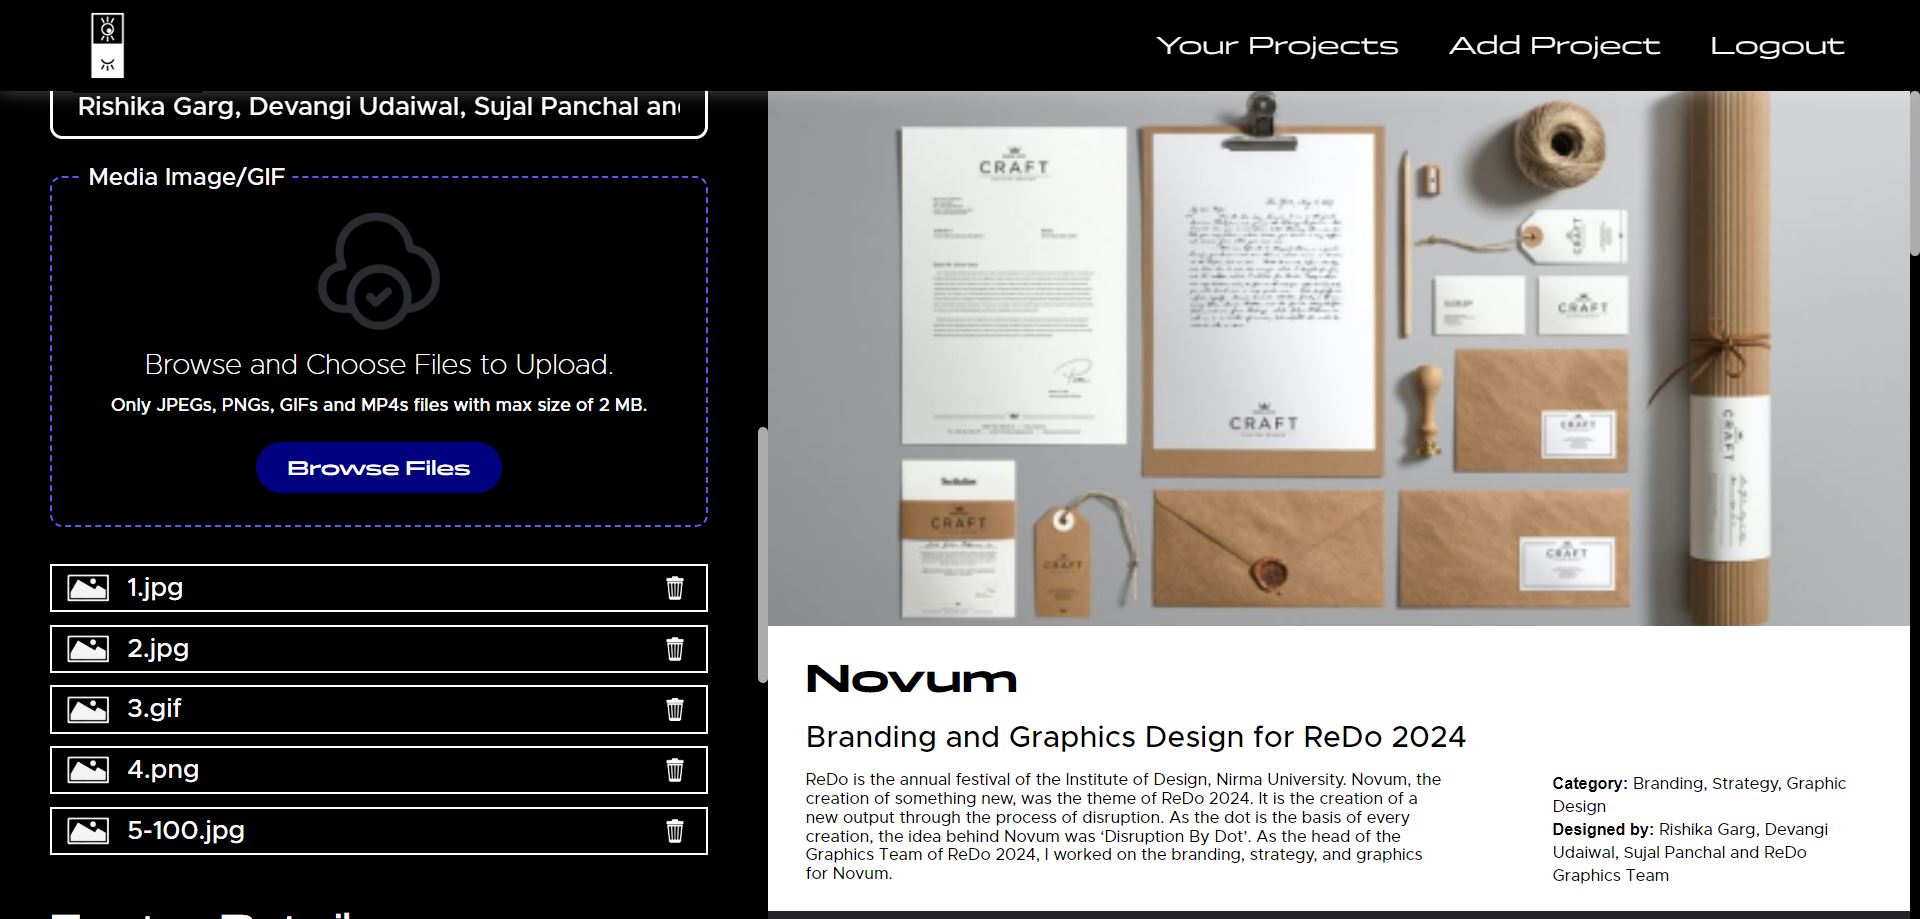 Your Projects
Add Project
Logout
Rishika Garg, Devangi Udaiwal, Sujal Panchal
Media Image/GIF
Browse and Choose Files to Upload.
Only JPEGs, PNGs, GIFs and MP4s files with max size of 2 MB.
Browse Files
1.jpg
2.jpg
3.gif
4.png
5-100.jpg
CRAFT
CRAFT
CRAFT
CRAFT
CRAFT
CRAFT
CRAFT
CRAFT
CRAFT
CRAFT
Novum
Branding and Graphics Design for ReDo 2024
ReDo is the annual festival of the Institute of Design, Nirma University. Novum, the
creation of something new, was the theme of ReDo 2024. It is the creation of a
new output through the process of disruption. As the dot is the basis of every
creation, the idea behind Novum was ‘Disruption By Dot’. As the head of the
Graphics Team of ReDo 2024, I worked on the branding, strategy, and graphics
for Novum.
Category: Branding, Strategy, Graphic
Design
Designed by: Rishika Garg, Devangi
Udaiwal, Sujal Panchal and ReDo
Graphics Team